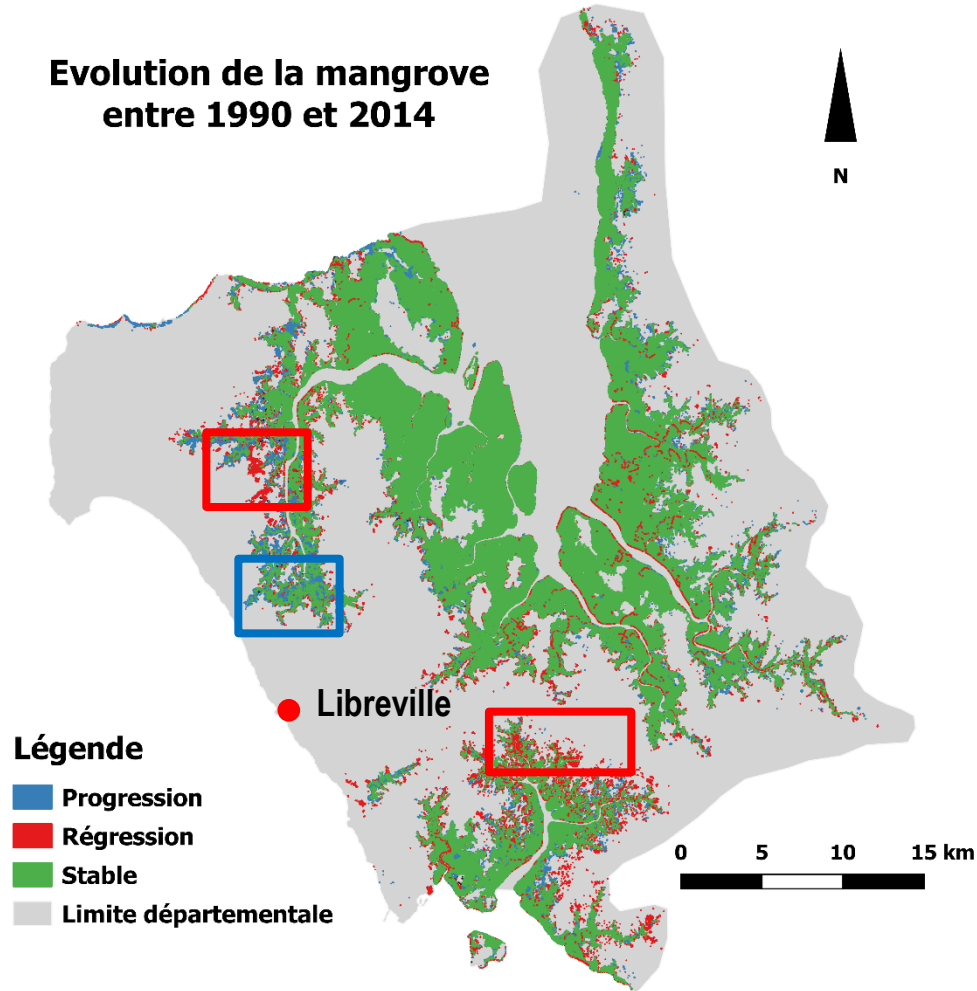 Evolution de la mangrove
entre 1990 et 2014
N
Libreville
Légende
Progression
Régression
Stable
Limite départementale
0 5 10 15 km